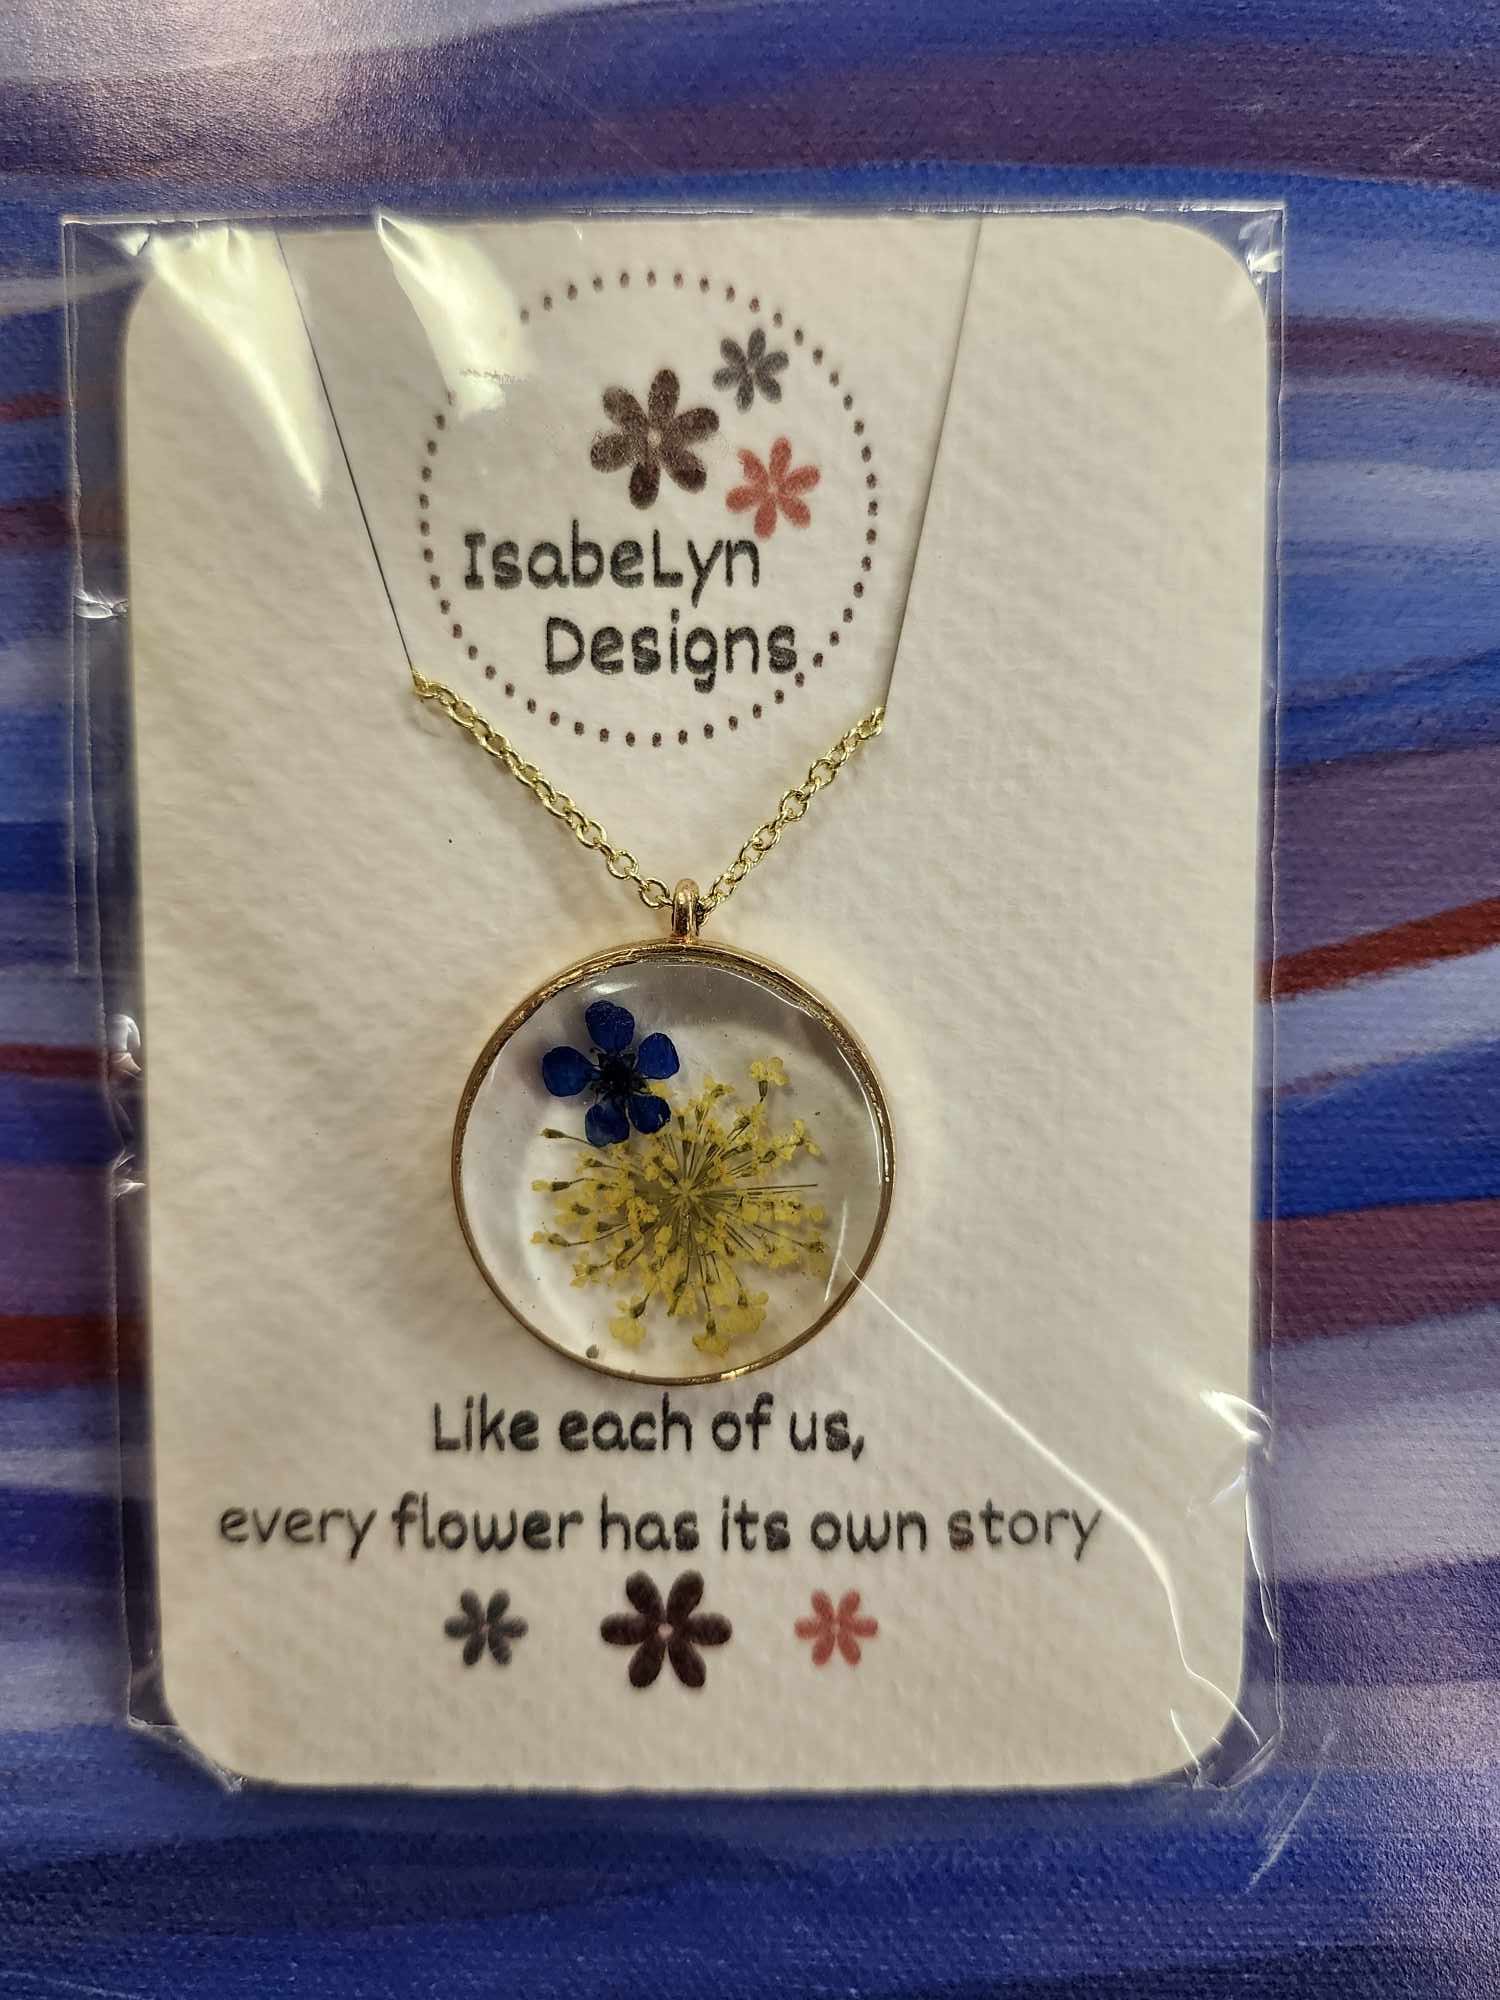 IsabeLyn
Designs
Like each of us,
every flower has its own story